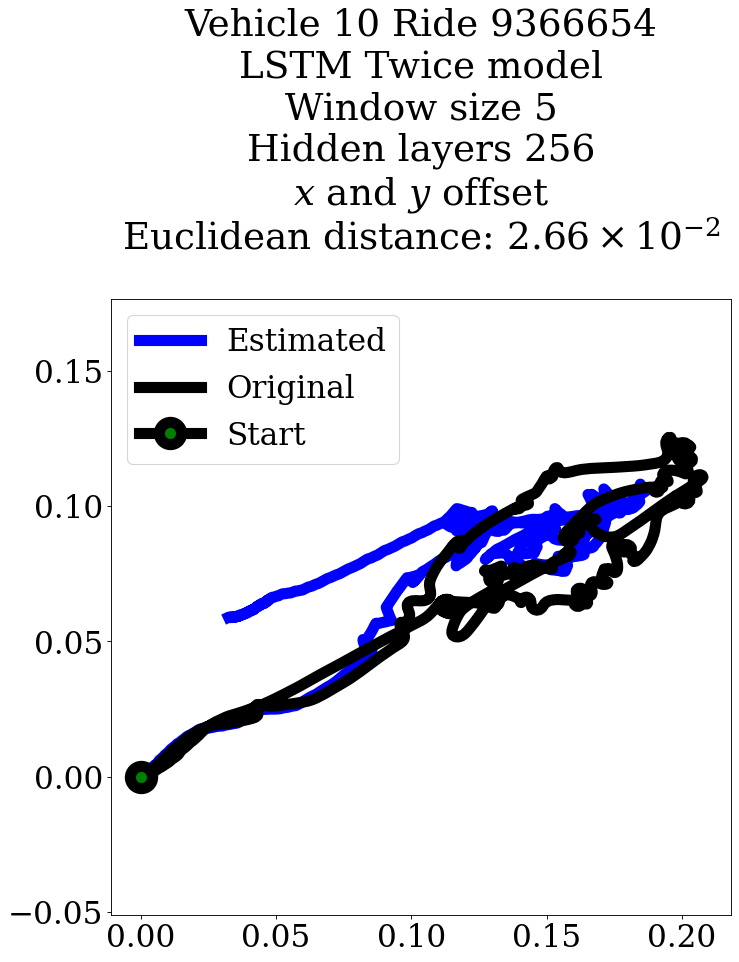 Vehicle 10 Ride 9366654
LSTM Twice model
Window size 5
Hidden layers 256
x and y offset
Euclidean distance: 2.66 × 10⁻²
Estimated
Original
Start
0.15
0.10
0.05
0.00
−0.05
0.00 0.05 0.10 0.15 0.20